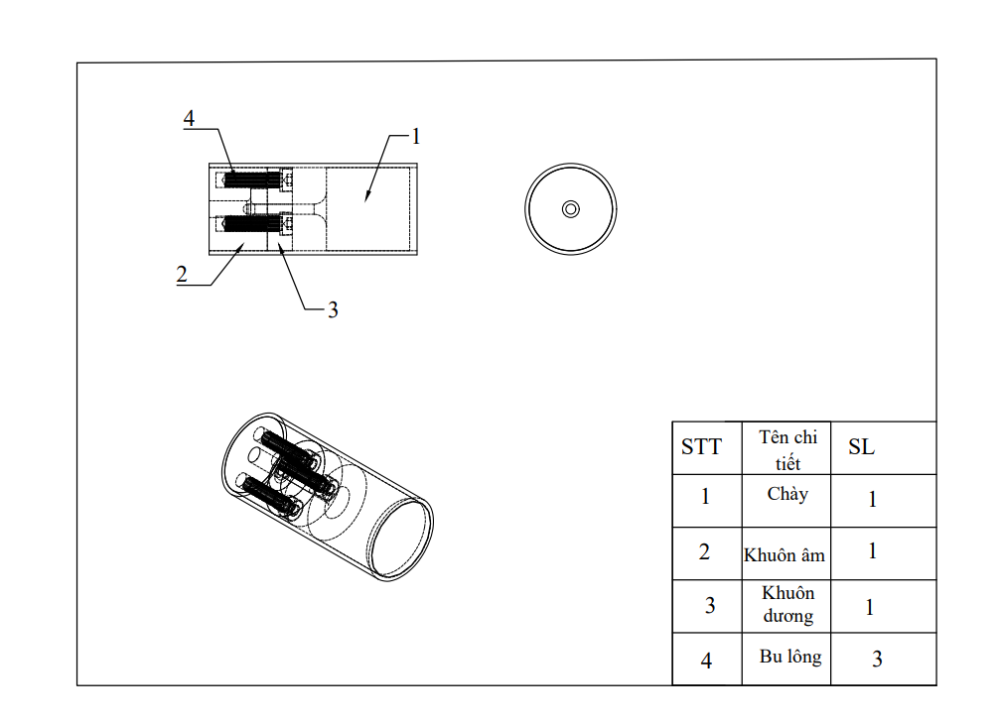 4
1
2
3
STT
Tên chi
tiết
SL
1
Chày
1
2
Khuôn âm
1
3
Khuôn
dương
1
4
Bu lông
3